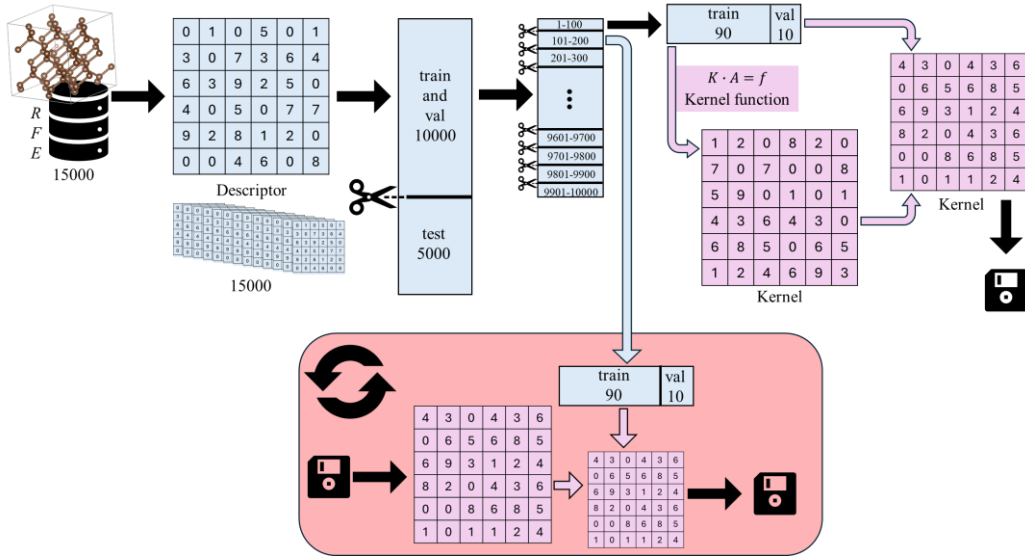 R
F
E
15000
0 1 0 5 0 1
3 0 7 3 6 4
6 3 9 2 5 0
4 0 5 0 7 7
9 2 8 1 2 0
0 0 4 6 0 8
Descriptor
15000
train
and
val
10000
test
5000
1-100
101-200
201-300
⋮
9601-9700
9701-9800
9801-9900
9901-10000
train
90
val
10
K · A = f
Kernel function
1 2 0 8 2 0
7 0 7 0 0 8
5 9 0 1 0 1
4 3 6 4 3 0
6 8 5 0 6 5
1 2 4 6 9 3
Kernel
4 3 0 4 3 6
0 6 5 6 8 5
6 9 3 1 2 4
8 2 0 4 3 6
0 0 8 6 8 5
1 0 1 1 2 4
Kernel
train
90
val
10
4 3 0 4 3 6
0 6 5 6 8 5
6 9 3 1 2 4
8 2 0 4 3 6
0 0 8 6 8 5
1 0 1 1 2 4
4 3 0 4 3 6
0 6 5 6 8 5
6 9 3 1 2 4
8 2 0 4 3 6
0 0 8 6 8 5
1 0 1 1 2 4